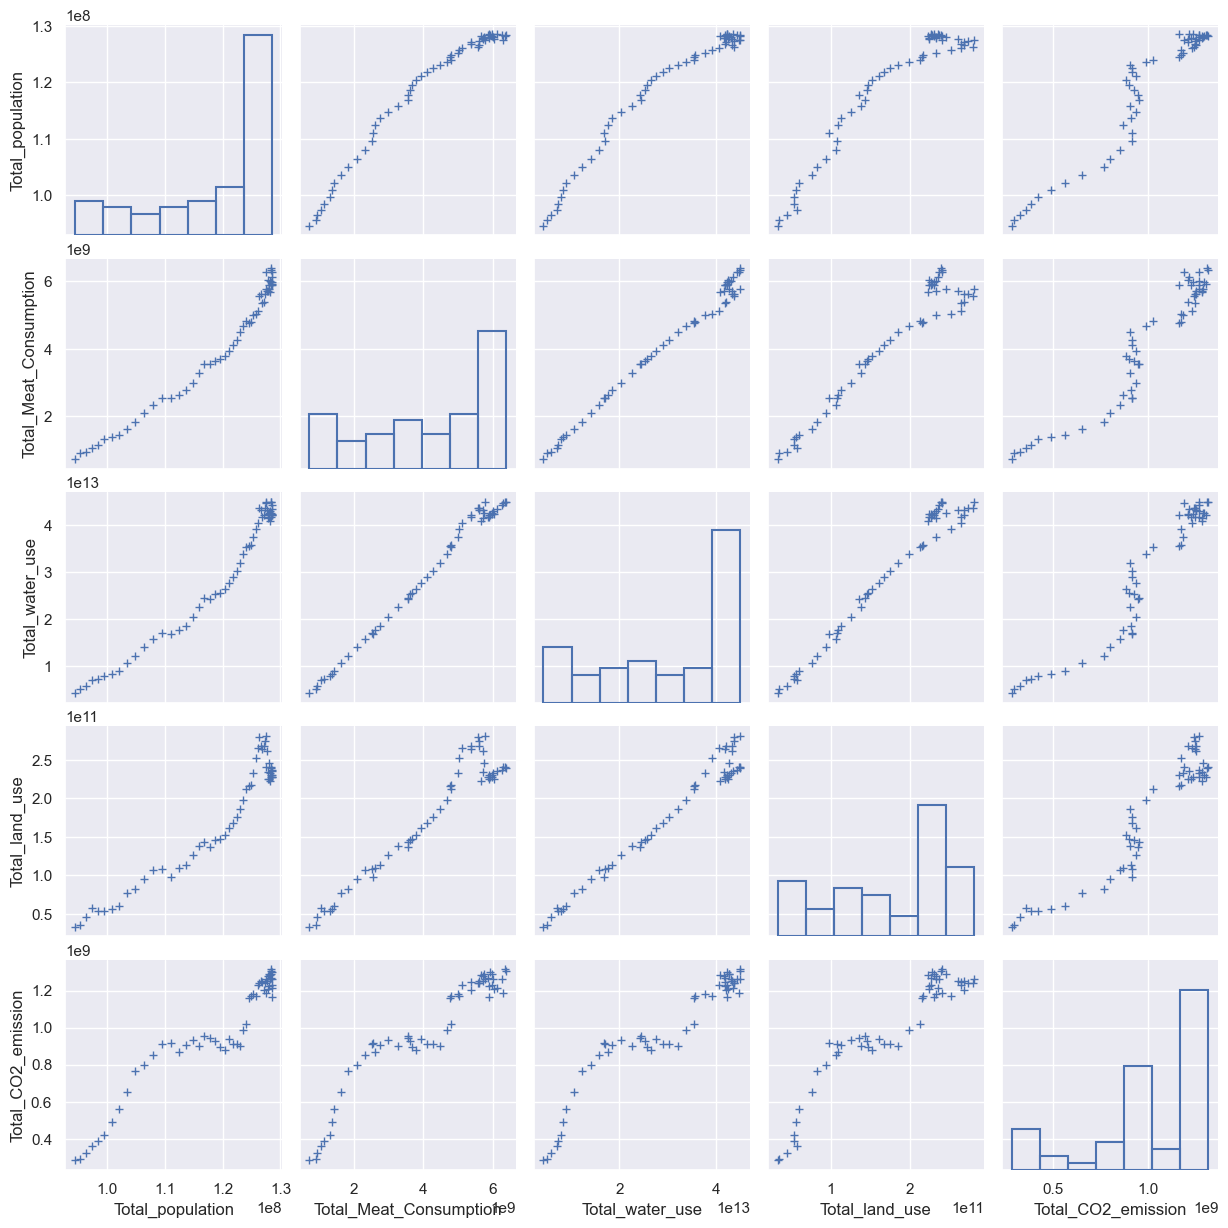 1e8
1.3
1.2
1.1
1.0
Total_population
1e9
6
4
2
Total_Meat_Consumption
1e13
4
3
2
1
Total_water_use
1e11
2.5
2.0
1.5
1.0
0.5
Total_land_use
1e9
1.2
1.0
0.8
0.6
0.4
Total_CO2_emission
1.0 1.1 1.2 1.3 2 4 6 2 4 1 2 0.5 1.0
Total_population 1e8 Total_Meat_Consumption 1e9 Total_water_use 1e13 Total_land_use 1e11 Total_CO2_emission 1e9